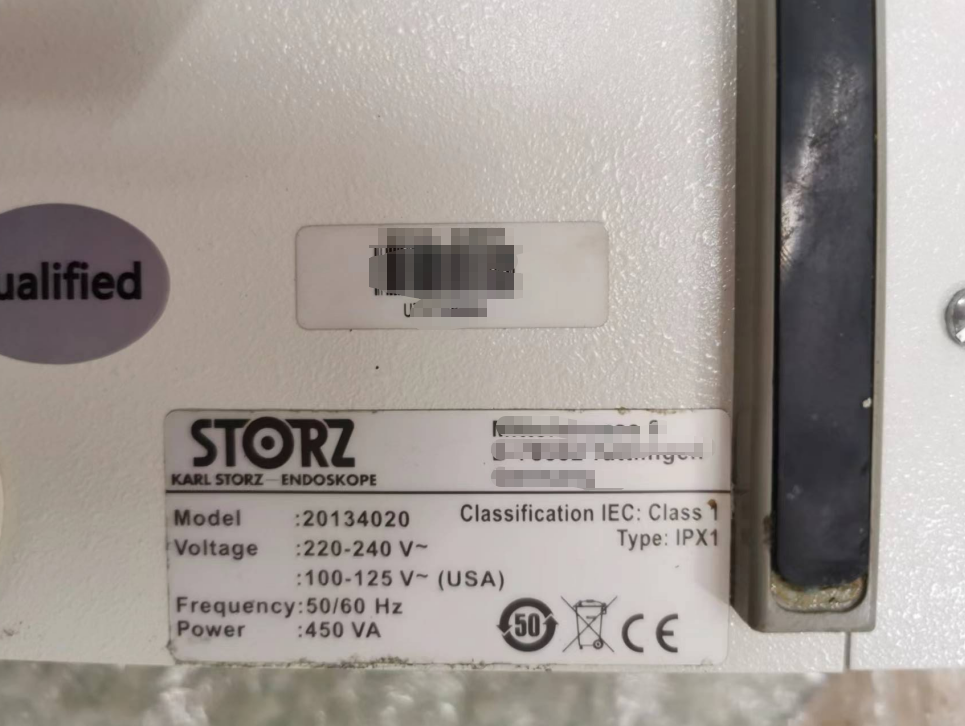 ualified
STORZ
KARL STORZ — ENDOSKOPE
Model :20134020
Classification IEC: Class 1
Type: IPX1
Voltage :220-240 V~
:100-125 V~ (USA)
Frequency:50/60 Hz
Power :450 VA
50
CE